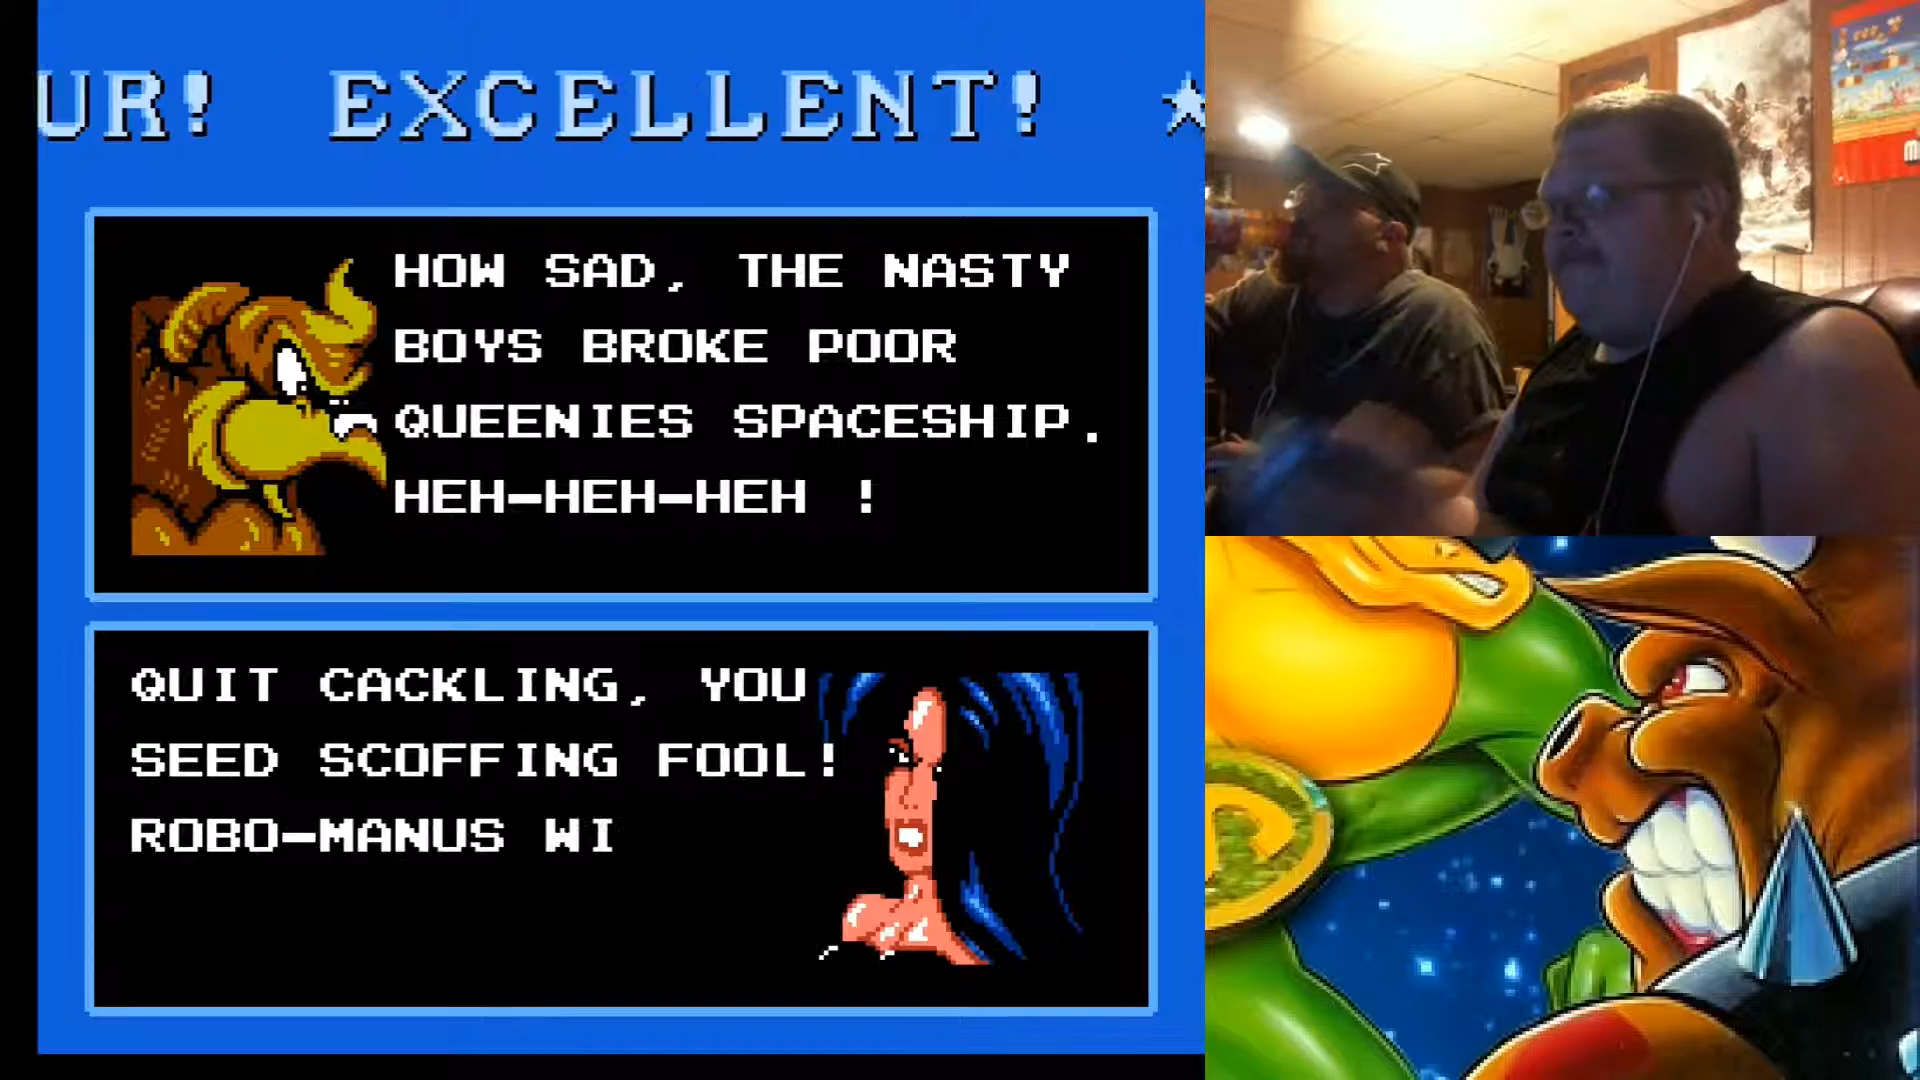 UR! EXCELLENT! ★
HOW SAD, THE NASTY
BOYS BROKE POOR
QUEENIES SPACESHIP.
HEH-HEH-HEH !
QUIT CACKLING, YOU
SEED SCOFFING FOOL!
ROBO-MANUS WI
M